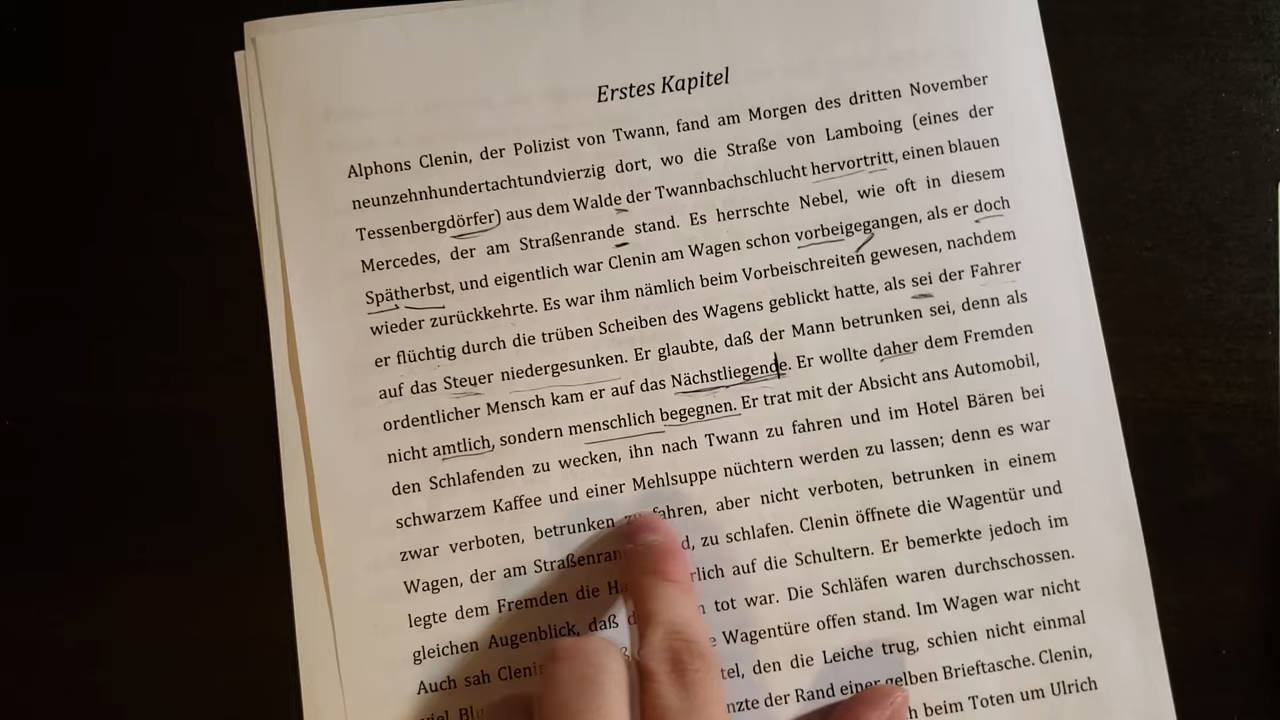 Erstes Kapitel
Alphons Clenin, der Polizist von Twann, fand am Morgen des dritten November
neunzehnhundertachtundvierzig dort, wo die Straße von Lamboing (eines der
Tessenbergdörfer) aus dem Walde der Twannbachschlucht hervortritt, einen blauen
Mercedes, der am Straßenrande stand. Es herrschte Nebel, wie oft in diesem
Spätherbst, und eigentlich war Clenin am Wagen schon vorbeigegangen, als er doch
wieder zurückkehrte. Es war ihm nämlich beim Vorbeischreiten gewesen, nachdem
er flüchtig durch die trüben Scheiben des Wagens geblickt hatte, als sei der Fahrer
auf das Steuer niedergesunken. Er glaubte, daß der Mann betrunken sei, denn als
ordentlicher Mensch kam er auf das Nächstliegende. Er wollte daher dem Fremden
nicht amtlich, sondern menschlich begegnen. Er trat mit der Absicht ans Automobil,
den Schlafenden zu wecken, ihn nach Twann zu fahren und im Hotel Bären bei
schwarzem Kaffee und einer Mehlsuppe nüchtern werden zu lassen; denn es war
zwar verboten, betrunken zu fahren, aber nicht verboten, betrunken in einem
Wagen, der am Straßenran d, zu schlafen. Clenin öffnete die Wagentür und
legte dem Fremden die Ha rlich auf die Schultern. Er bemerkte jedoch im
gleichen Augenblick, daß d tot war. Die Schläfen waren durchschossen.
Auch sah Clenin Wagentüre offen stand. Im Wagen war nicht
viel Bl tel, den die Leiche trug, schien nicht einmal
nzte der Rand einer gelben Brieftasche. Clenin,
h beim Toten um Ulrich